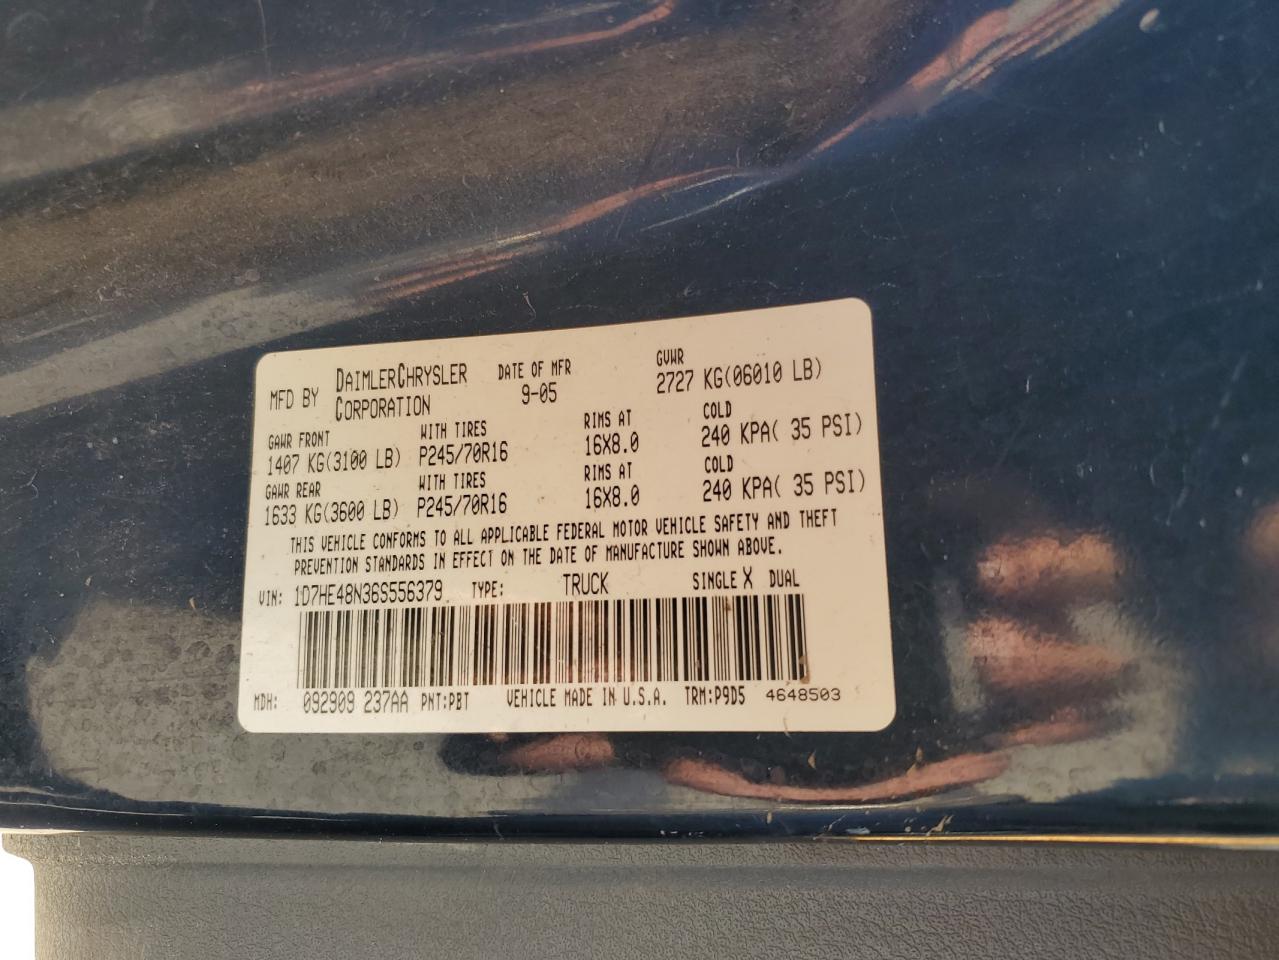 MFD BY DAIMLERCHRYSLER CORPORATION DATE OF MFR 9-05 GVWR 2727 KG(06010 LB)
GAWR FRONT WITH TIRES RIMS AT COLD
1407 KG(3100 LB) P245/70R16 16X8.0 240 KPA( 35 PSI)
GAWR REAR WITH TIRES RIMS AT COLD
1633 KG(3600 LB) P245/70R16 16X8.0 240 KPA( 35 PSI)
THIS VEHICLE CONFORMS TO ALL APPLICABLE FEDERAL MOTOR VEHICLE SAFETY AND THEFT
PREVENTION STANDARDS IN EFFECT ON THE DATE OF MANUFACTURE SHOWN ABOVE.
VIN: 1D7HE48N36S556379 TYPE: TRUCK SINGLE X DUAL
MDH: 092909 237AA PNT:PBT VEHICLE MADE IN U.S.A. TRM:P9D5 4648503